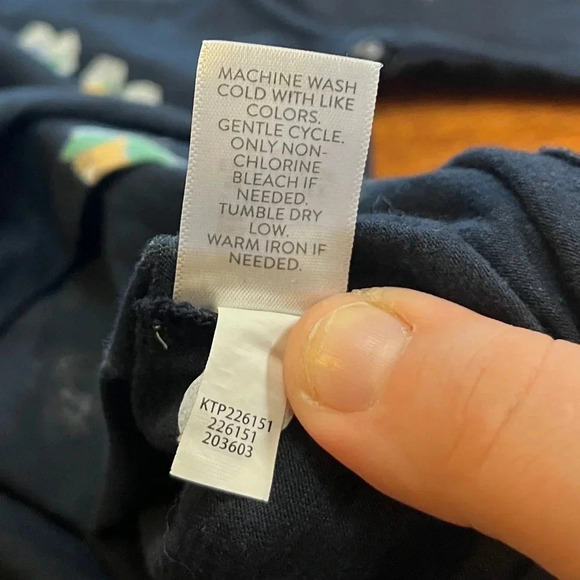 MACHINE WASH
COLD WITH LIKE
COLORS.
GENTLE CYCLE.
ONLY NON-
CHLORINE
BLEACH IF
NEEDED.
TUMBLE DRY
LOW.
WARM IRON IF
NEEDED.
KTP226151
226151
203603